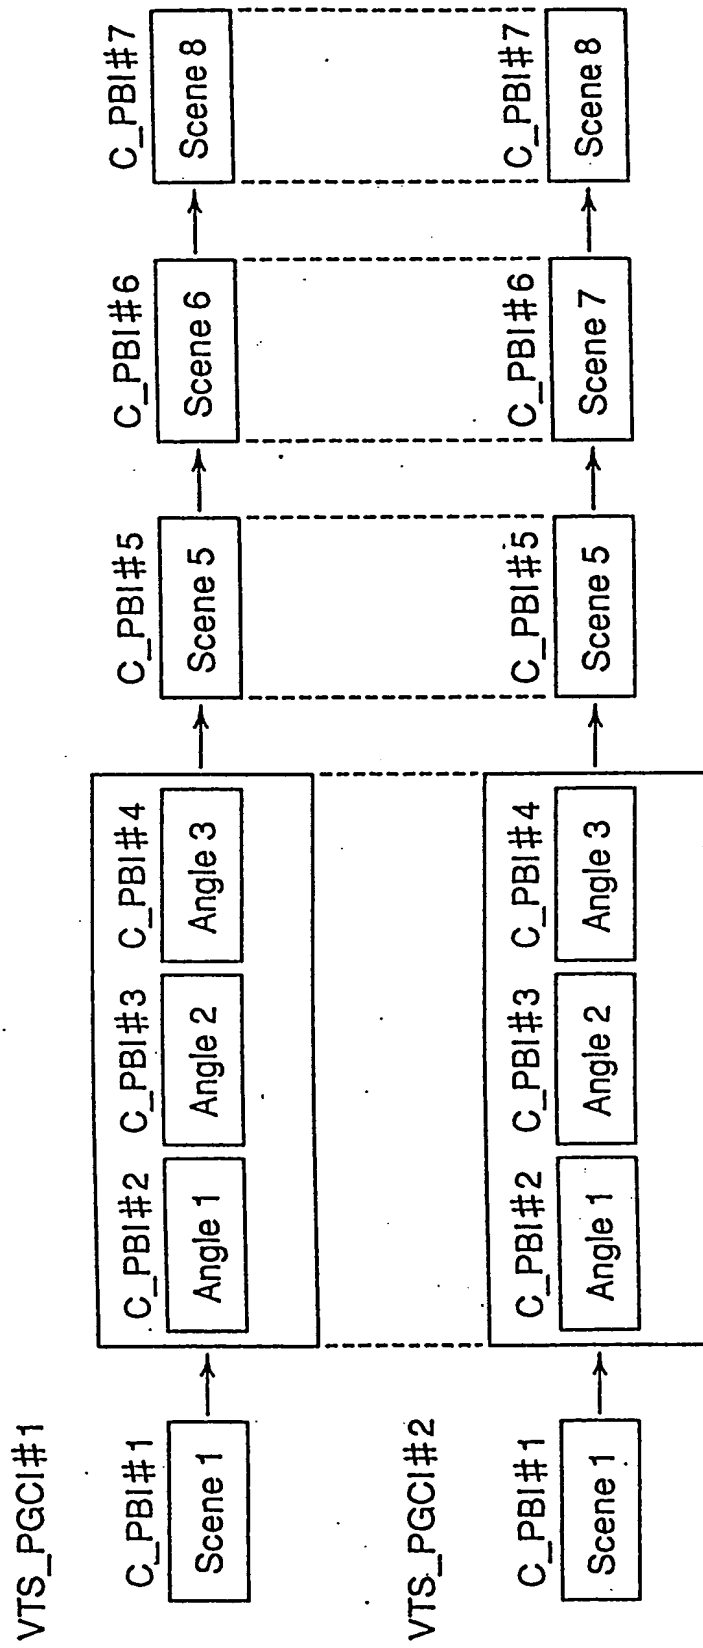 VTS_PGCI#1
C_PBI#1
Scene 1
C_PBI#2
Angle 1
C_PBI#3
Angle 2
C_PBI#4
Angle 3
C_PBI#5
Scene 5
C_PBI#6
Scene 6
C_PBI#7
Scene 8
VTS_PGCI#2
C_PBI#1
Scene 1
C_PBI#2
Angle 1
C_PBI#3
Angle 2
C_PBI#4
Angle 3
C_PBI#5
Scene 5
C_PBI#6
Scene 7
C_PBI#7
Scene 8